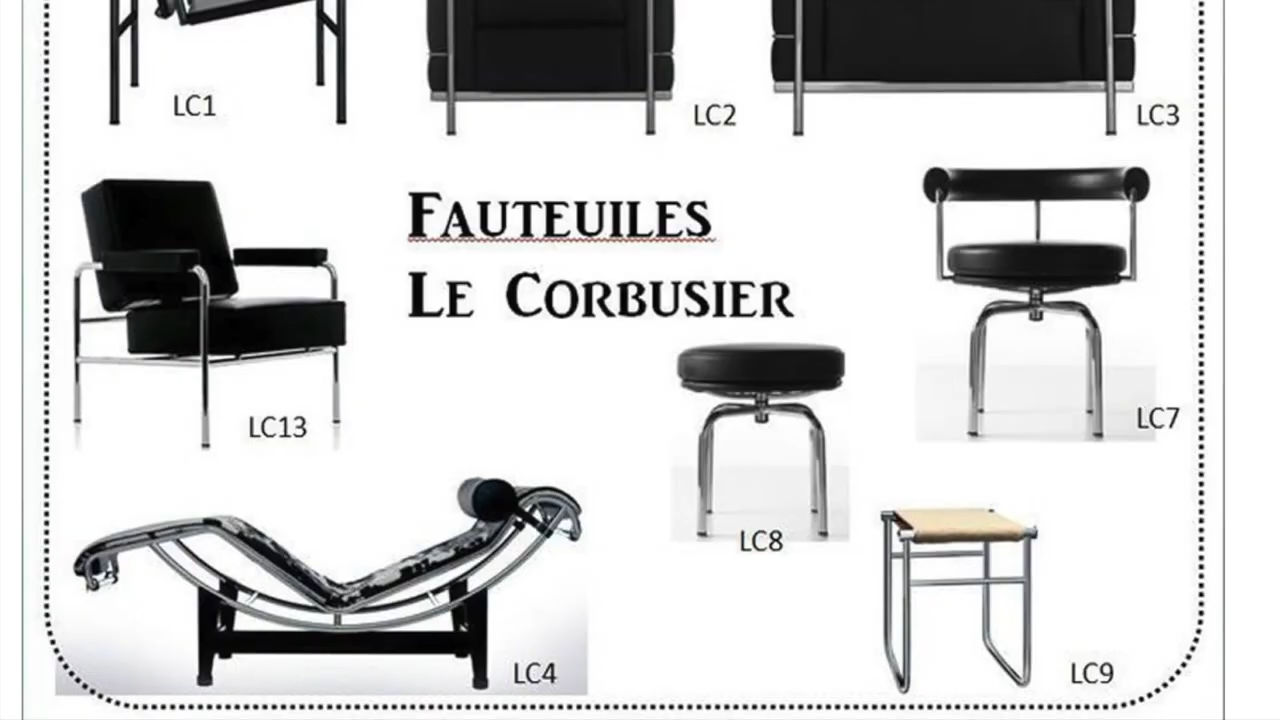 LC1
LC2
LC3
FAUTEUILES
LE CORBUSIER
LC13
LC7
LC8
LC4
LC9